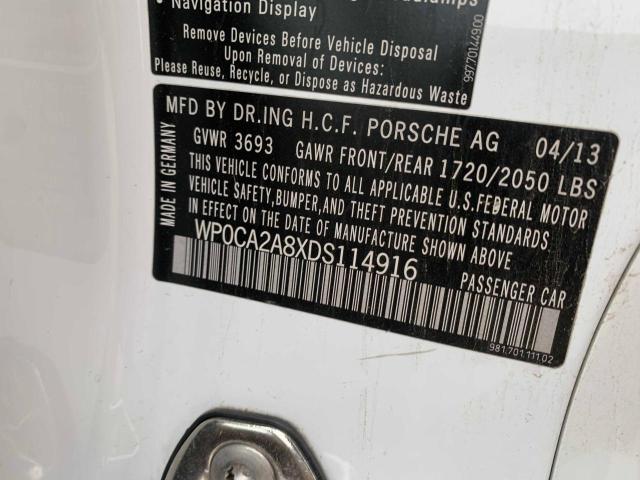 • Navigation Display
Remove Devices Before Vehicle Disposal
Upon Removal of Devices:
Please Reuse, Recycle, or Dispose as Hazardous Waste
99770144900
MFD BY DR.ING H.C.F. PORSCHE AG 04/13
GVWR 3693 GAWR FRONT/REAR 1720/2050 LBS
THIS VEHICLE CONFORMS TO ALL APPLICABLE U.S.FEDERAL MOTOR
VEHICLE SAFETY,BUMPER,AND THEFT PREVENTION STANDARDS
IN EFFECT ON THE DATE OF MANUFACTURE SHOWN ABOVE
WP0CA2A8XDS114916
PASSENGER CAR
MADE IN GERMANY
981.701.111.02